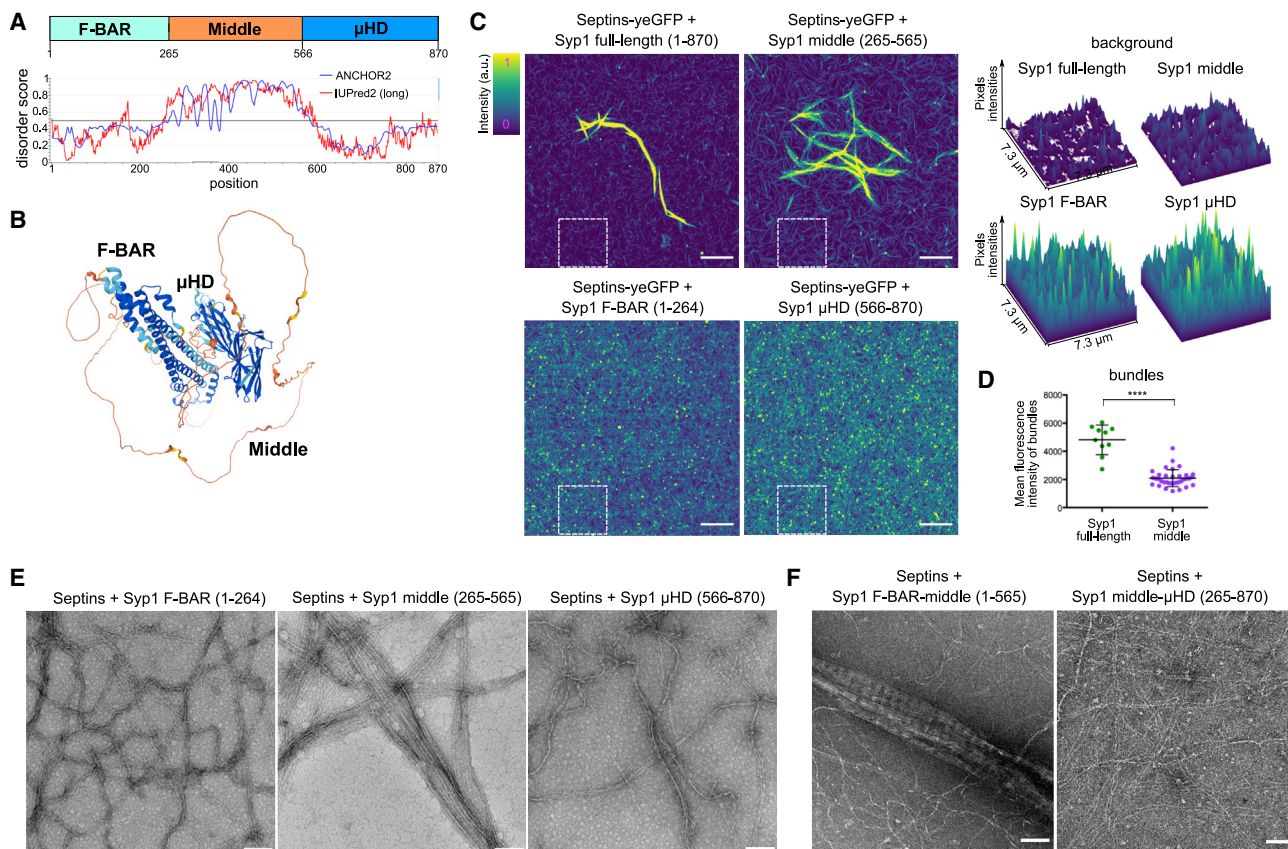 A
F-BAR
Middle
μHD
1
265
566
870
disorder score
1
0.8
0.6
0.4
0.2
0
ANCHOR2
IUPred2 (long)
1
200
400
600
800
870
position
B
F-BAR
μHD
Middle
C
Intensity (a.u.)
1
0
Septins-yeGFP +
Syp1 full-length (1-870)
Septins-yeGFP +
Syp1 middle (265-565)
Septins-yeGFP +
Syp1 F-BAR (1-264)
Septins-yeGFP +
Syp1 μHD (566-870)
background
Syp1 full-length
Syp1 middle
Pixels
intensities
7.3 μm
7.3 μm
Syp1 F-BAR
Syp1 μHD
Pixels
intensities
7.3 μm
7.3 μm
D
bundles
****
Mean fluorescence
intensity of bundles
8000
6000
4000
2000
0
Syp1
full-length
Syp1
middle
E
Septins + Syp1 F-BAR (1-264)
Septins + Syp1 middle (265-565)
Septins + Syp1 μHD (566-870)
F
Septins +
Syp1 F-BAR-middle (1-565)
Septins +
Syp1 middle-μHD (265-870)